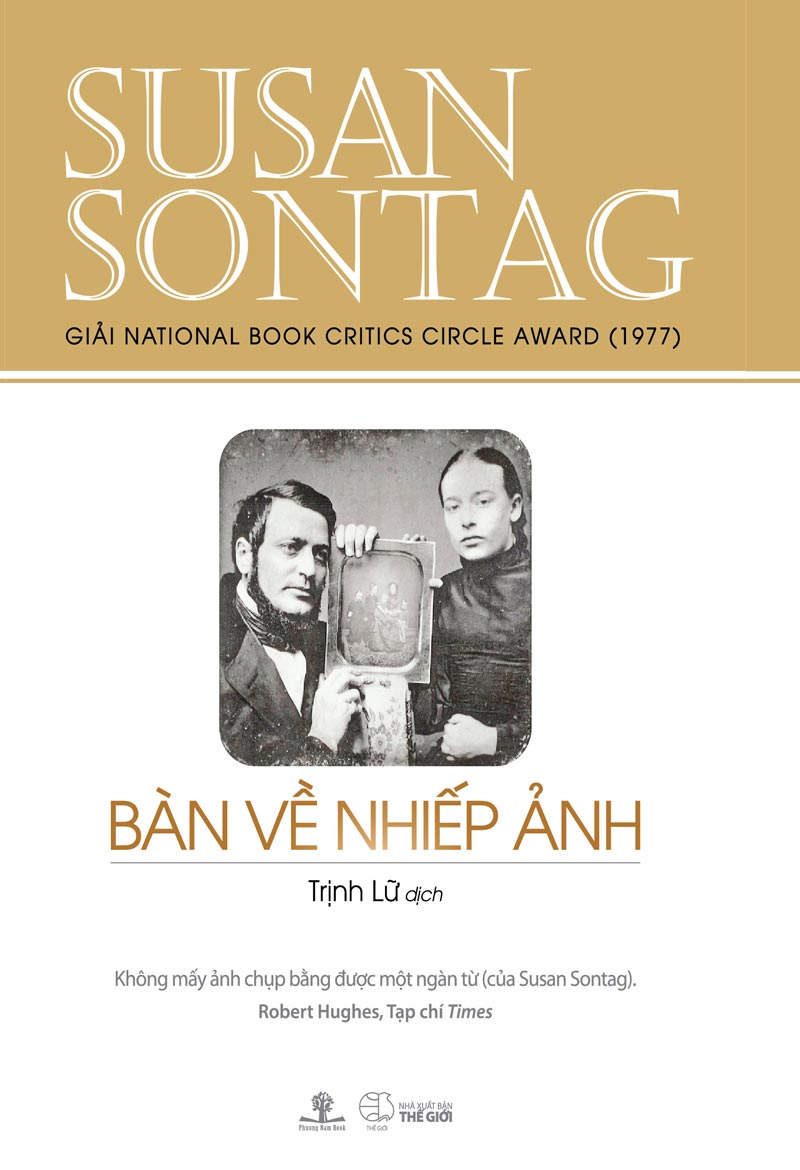 SUSAN
SONTAG
GIẢI NATIONAL BOOK CRITICS CIRCLE AWARD (1977)
BÀN VỀ NHIẾP ẢNH
Trịnh Lữ dịch
Không mấy ảnh chụp bằng được một ngàn từ (của Susan Sontag).
Robert Hughes, Tạp chí Times
Phuong Nam Book
THẾ GIỚI
NHÀ XUẤT BẢN
THẾ GIỚI